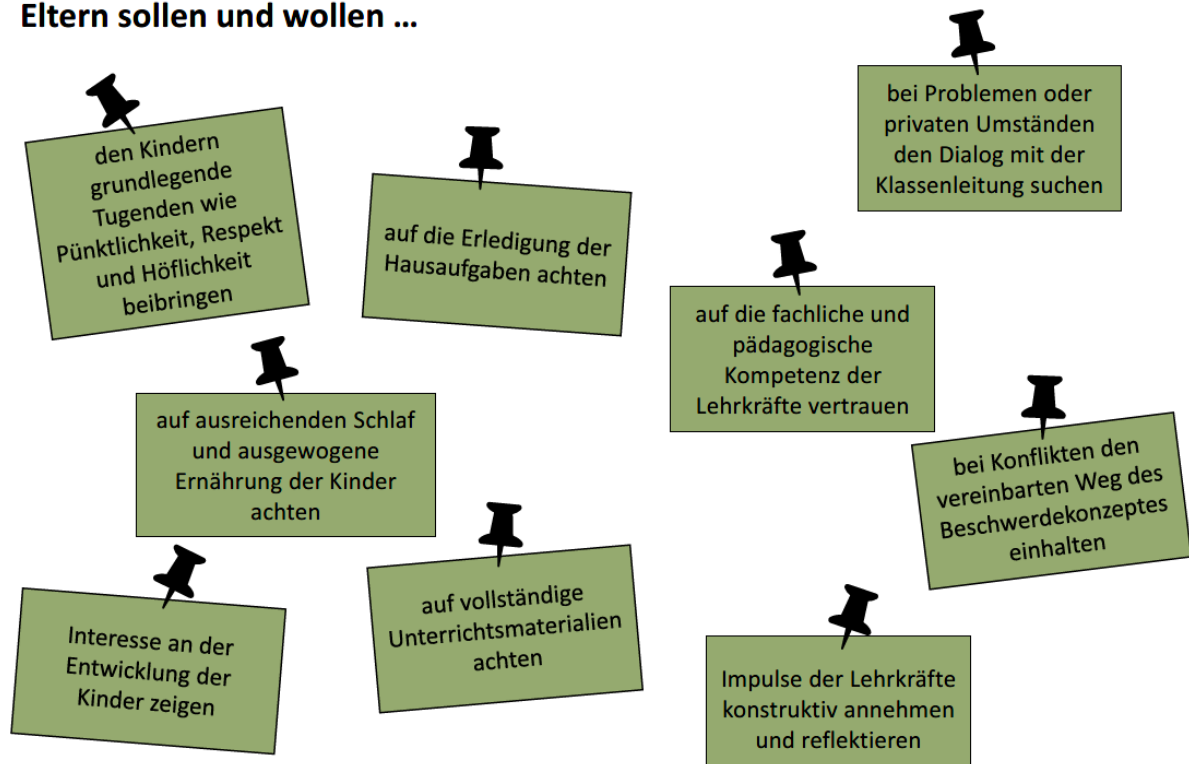 Eltern sollen und wollen ...
den Kindern
grundlegende
Tugenden wie
Pünktlichkeit, Respekt
und Höflichkeit
beibringen
auf die Erledigung der
Hausaufgaben achten
auf ausreichenden Schlaf
und ausgewogene
Ernährung der Kinder
achten
Interesse an der
Entwicklung der
Kinder zeigen
auf vollständige
Unterrichtsmaterialien
achten
bei Problemen oder
privaten Umständen
den Dialog mit der
Klassenleitung suchen
auf die fachliche und
pädagogische
Kompetenz der
Lehrkräfte vertrauen
bei Konflikten den
vereinbarten Weg des
Beschwerdekonzeptes
einhalten
Impulse der Lehrkräfte
konstruktiv annehmen
und reflektieren